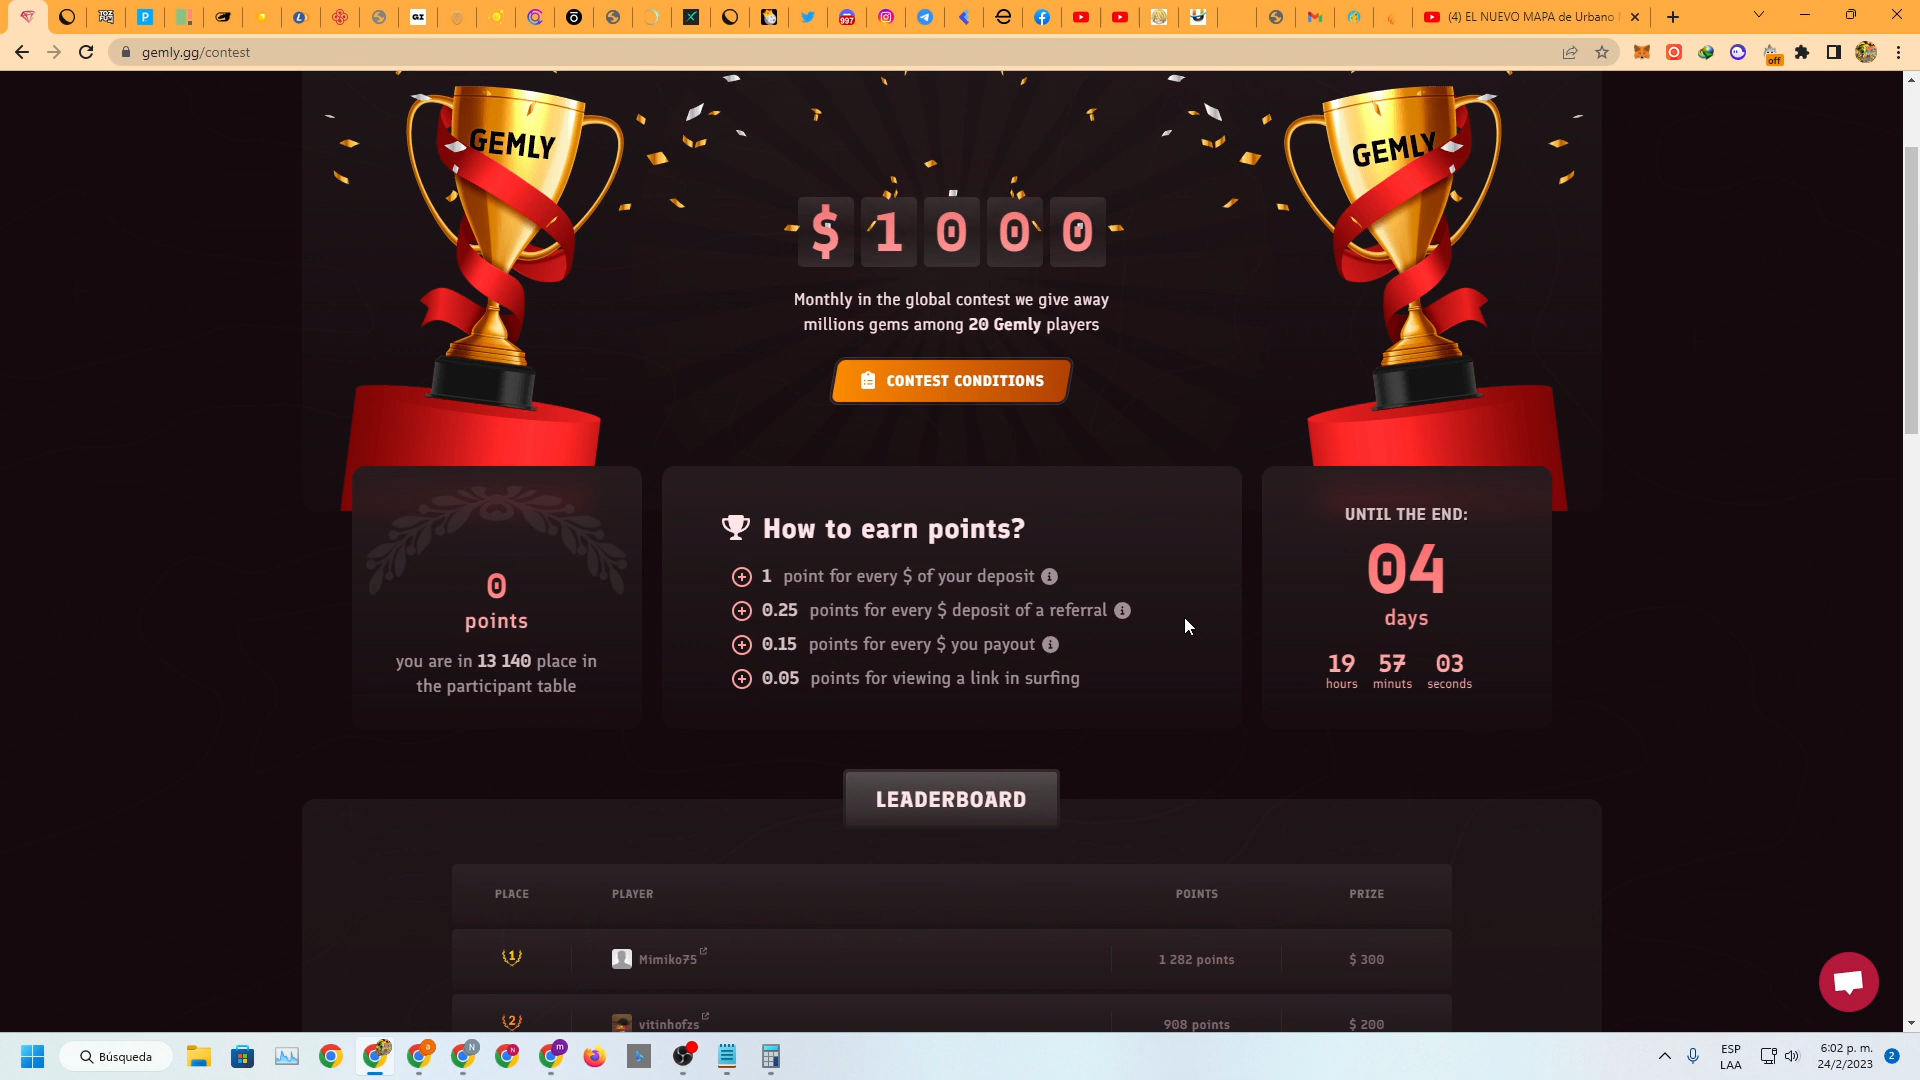 (4) EL NUEVO MAPA de Urbano
gemly.gg/contest
off
997
GEMLY
GEMLY
$1000
Monthly in the global contest we give away
millions gems among 20 Gemly players
CONTEST CONDITIONS
0
points
you are in 13 140 place in
the participant table
How to earn points?
1 point for every $ of your deposit
0.25 points for every $ deposit of a referral
0.15 points for every $ you payout
0.05 points for viewing a link in surfing
UNTIL THE END:
04
days
19 57 03
hours minuts seconds
LEADERBOARD
PLACE PLAYER POINTS PRIZE
1 Mimiko75 1 282 points $ 300
2 vitinhofzs 908 points $ 200
Búsqueda
ESP
LAA
6:02 p. m.
24/2/2023
2